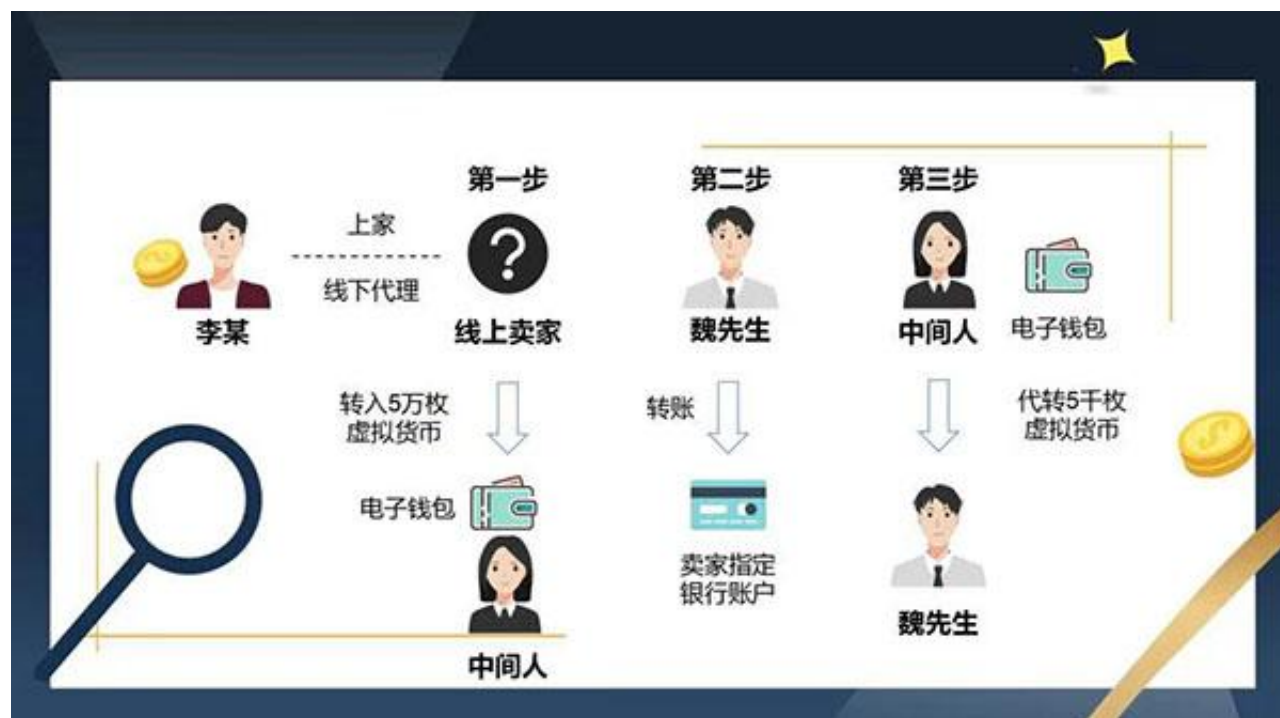 第一步
第二步
第三步
上家
线下代理
李某
线上卖家
魏先生
中间人
电子钱包
转入5万枚
虚拟货币
转账
代转5千枚
虚拟货币
电子钱包
卖家指定
银行账户
中间人
魏先生